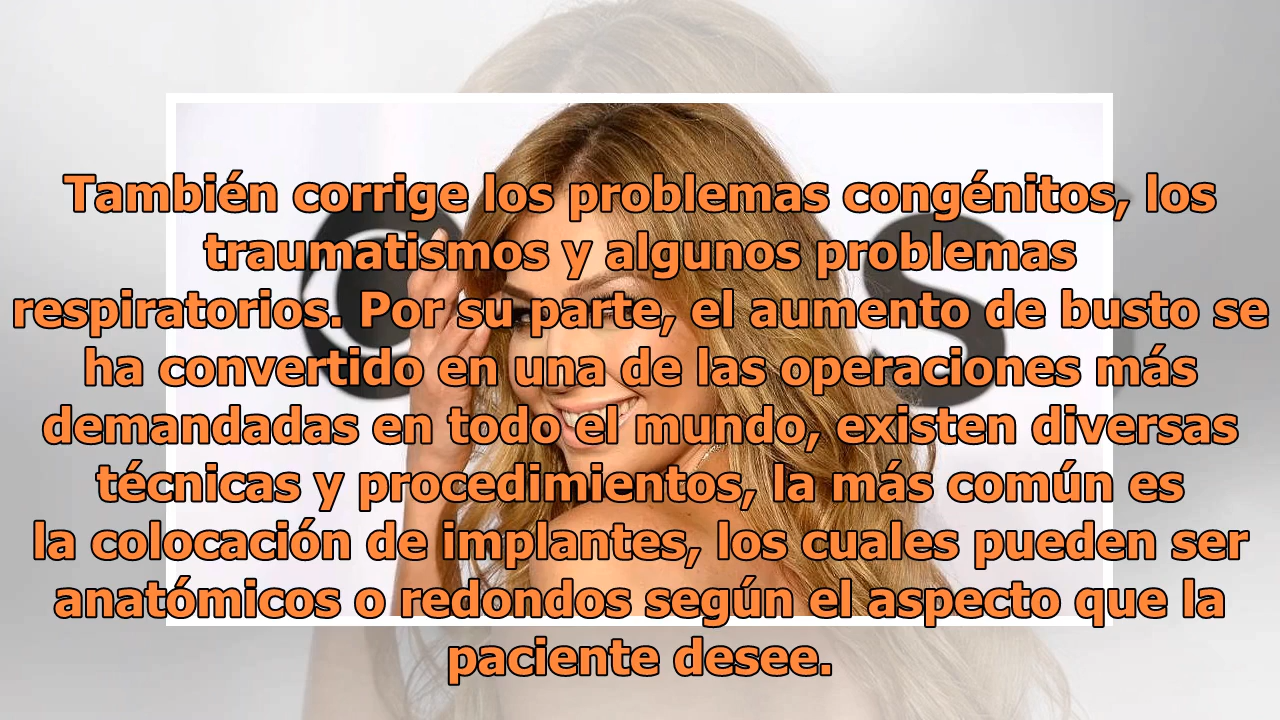 También corrige los problemas congénitos, los
traumatismos y algunos problemas
respiratorios. Por su parte, el aumento de busto se
ha convertido en una de las operaciones más
demandadas en todo el mundo, existen diversas
técnicas y procedimientos, la más común es
la colocación de implantes, los cuales pueden ser
anatómicos o redondos según el aspecto que la
paciente desee.